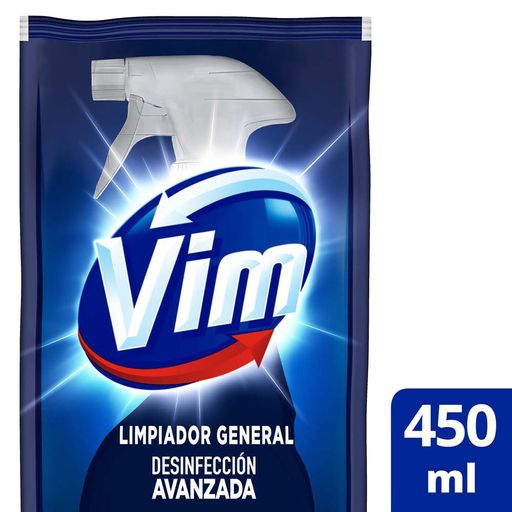 Vim
LIMPIADOR GENERAL
DESINFECCIÓN
AVANZADA
450
ml